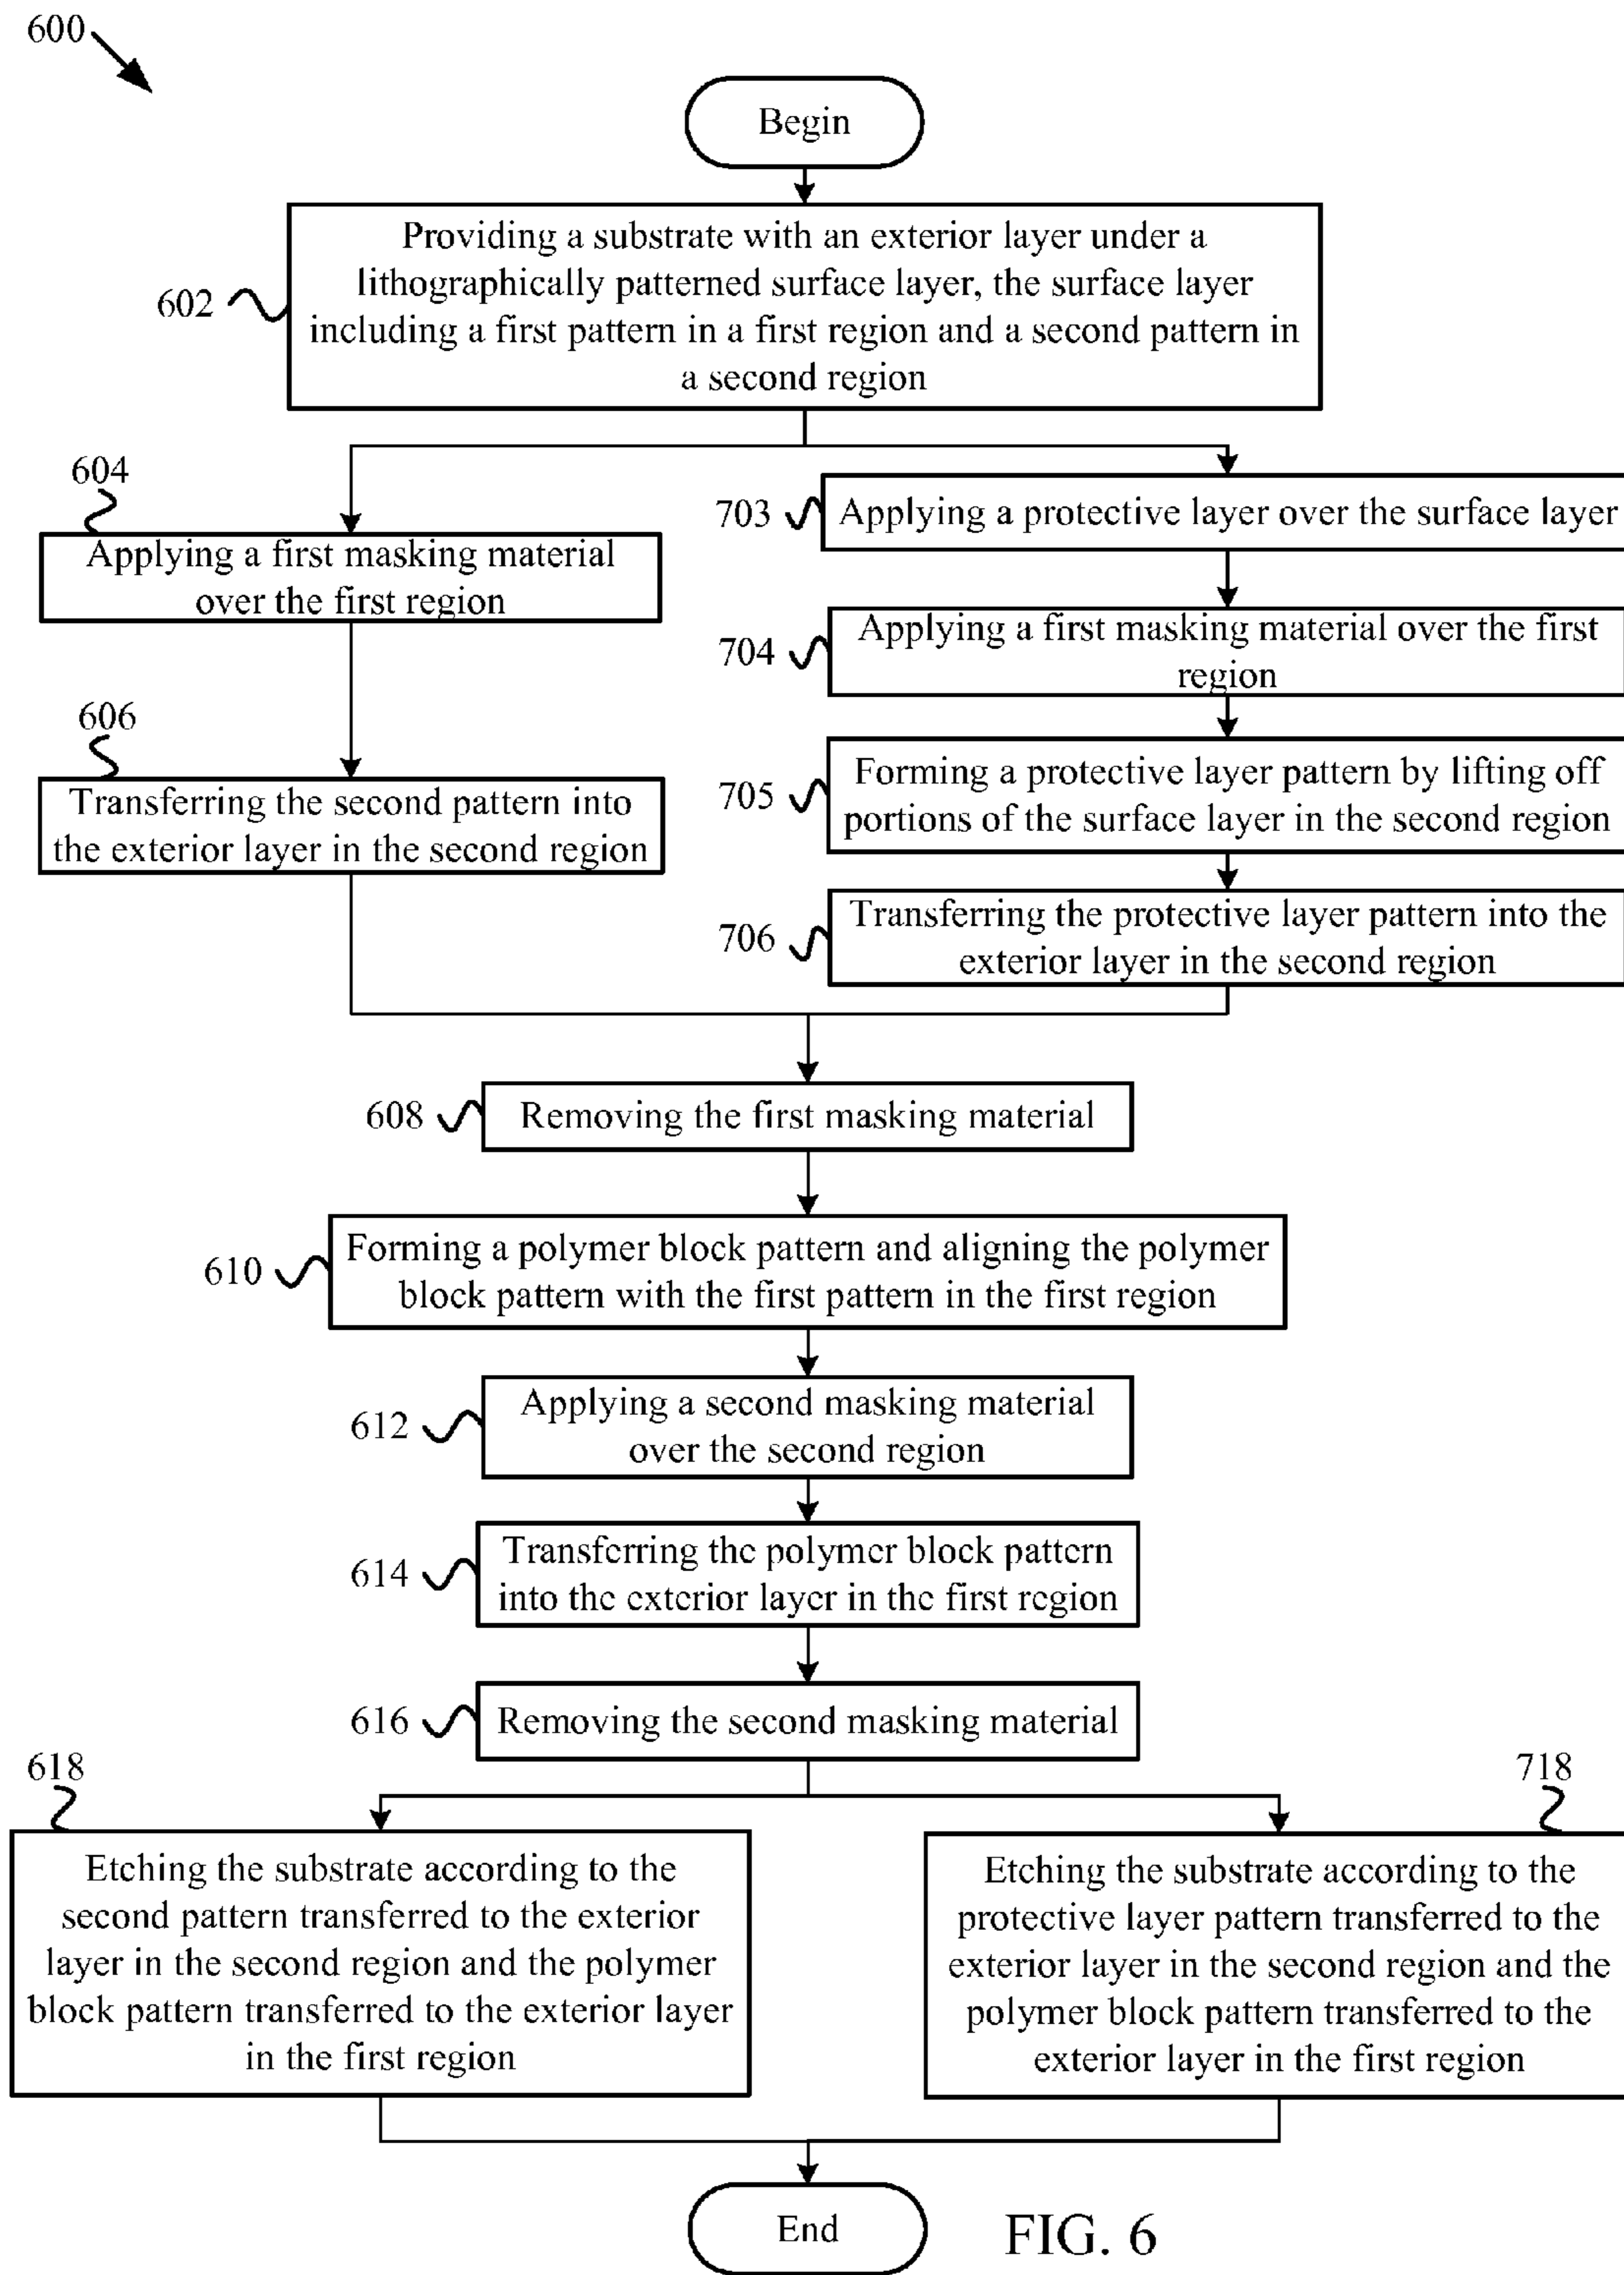 600
Begin
Providing a substrate with an exterior layer under a
lithographically patterned surface layer, the surface layer
including a first pattern in a first region and a second pattern in
a second region
602
604
Applying a first masking material
over the first region
606
Transferring the second pattern into
the exterior layer in the second region
703
Applying a protective layer over the surface layer
704
Applying a first masking material over the first
region
705
Forming a protective layer pattern by lifting off
portions of the surface layer in the second region
706
Transferring the protective layer pattern into the
exterior layer in the second region
608
Removing the first masking material
610
Forming a polymer block pattern and aligning the polymer
block pattern with the first pattern in the first region
612
Applying a second masking material
over the second region
614
Transferring the polymer block pattern
into the exterior layer in the first region
616
Removing the second masking material
618
Etching the substrate according to the
second pattern transferred to the exterior
layer in the second region and the polymer
block pattern transferred to the exterior layer
in the first region
718
Etching the substrate according to the
protective layer pattern transferred to the
exterior layer in the second region and the
polymer block pattern transferred to the
exterior layer in the first region
End
FIG. 6